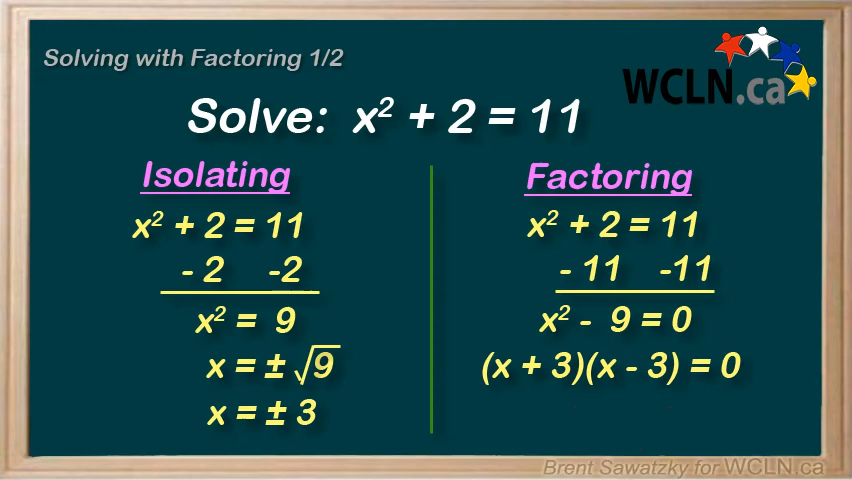 Solving with Factoring 1/2
WCLN.ca
Solve: x² + 2 = 11
Isolating
x² + 2 = 11
- 2 -2
x² = 9
x = ± √9
x = ± 3
Factoring
x² + 2 = 11
- 11 -11
x² - 9 = 0
(x + 3)(x - 3) = 0
Brent Sawatzky for WCLN.ca